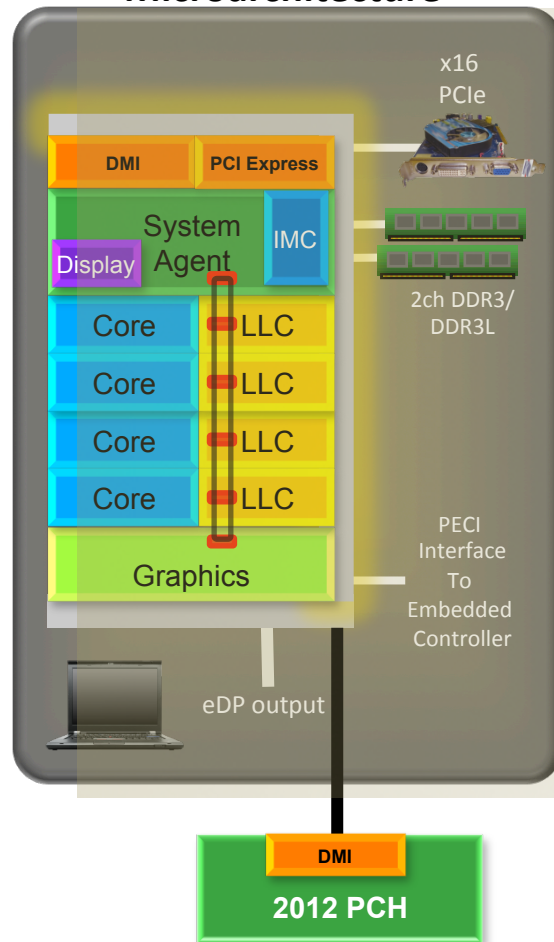 x16
PCIe
DMI
PCI Express
System
Agent
IMC
Display
2ch DDR3/
DDR3L
Core
LLC
Core
LLC
Core
LLC
Core
LLC
Graphics
PECI
Interface
To
Embedded
Controller
eDP output
DMI
2012 PCH